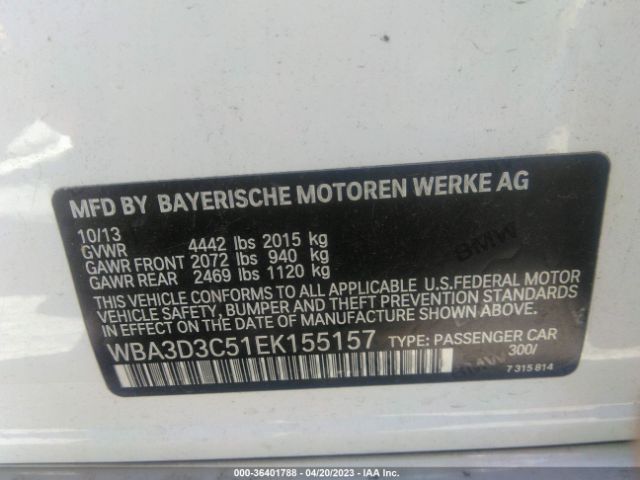 MFD BY BAYERISCHE MOTOREN WERKE AG
10/13
GVWR 4442 lbs 2015 kg
GAWR FRONT 2072 lbs 940 kg
GAWR REAR 2469 lbs 1120 kg
BMW
THIS VEHICLE CONFORMS TO ALL APPLICABLE U.S.FEDERAL MOTOR
VEHICLE SAFETY, BUMPER, AND THEFT PREVENTION STANDARDS
IN EFFECT ON THE DATE OF MANUFACTURE SHOWN ABOVE.
WBA3D3C51EK155157 TYPE: PASSENGER CAR
300/
BMW
7 315 814
000-36401788 - 04/20/2023 - IAA Inc.